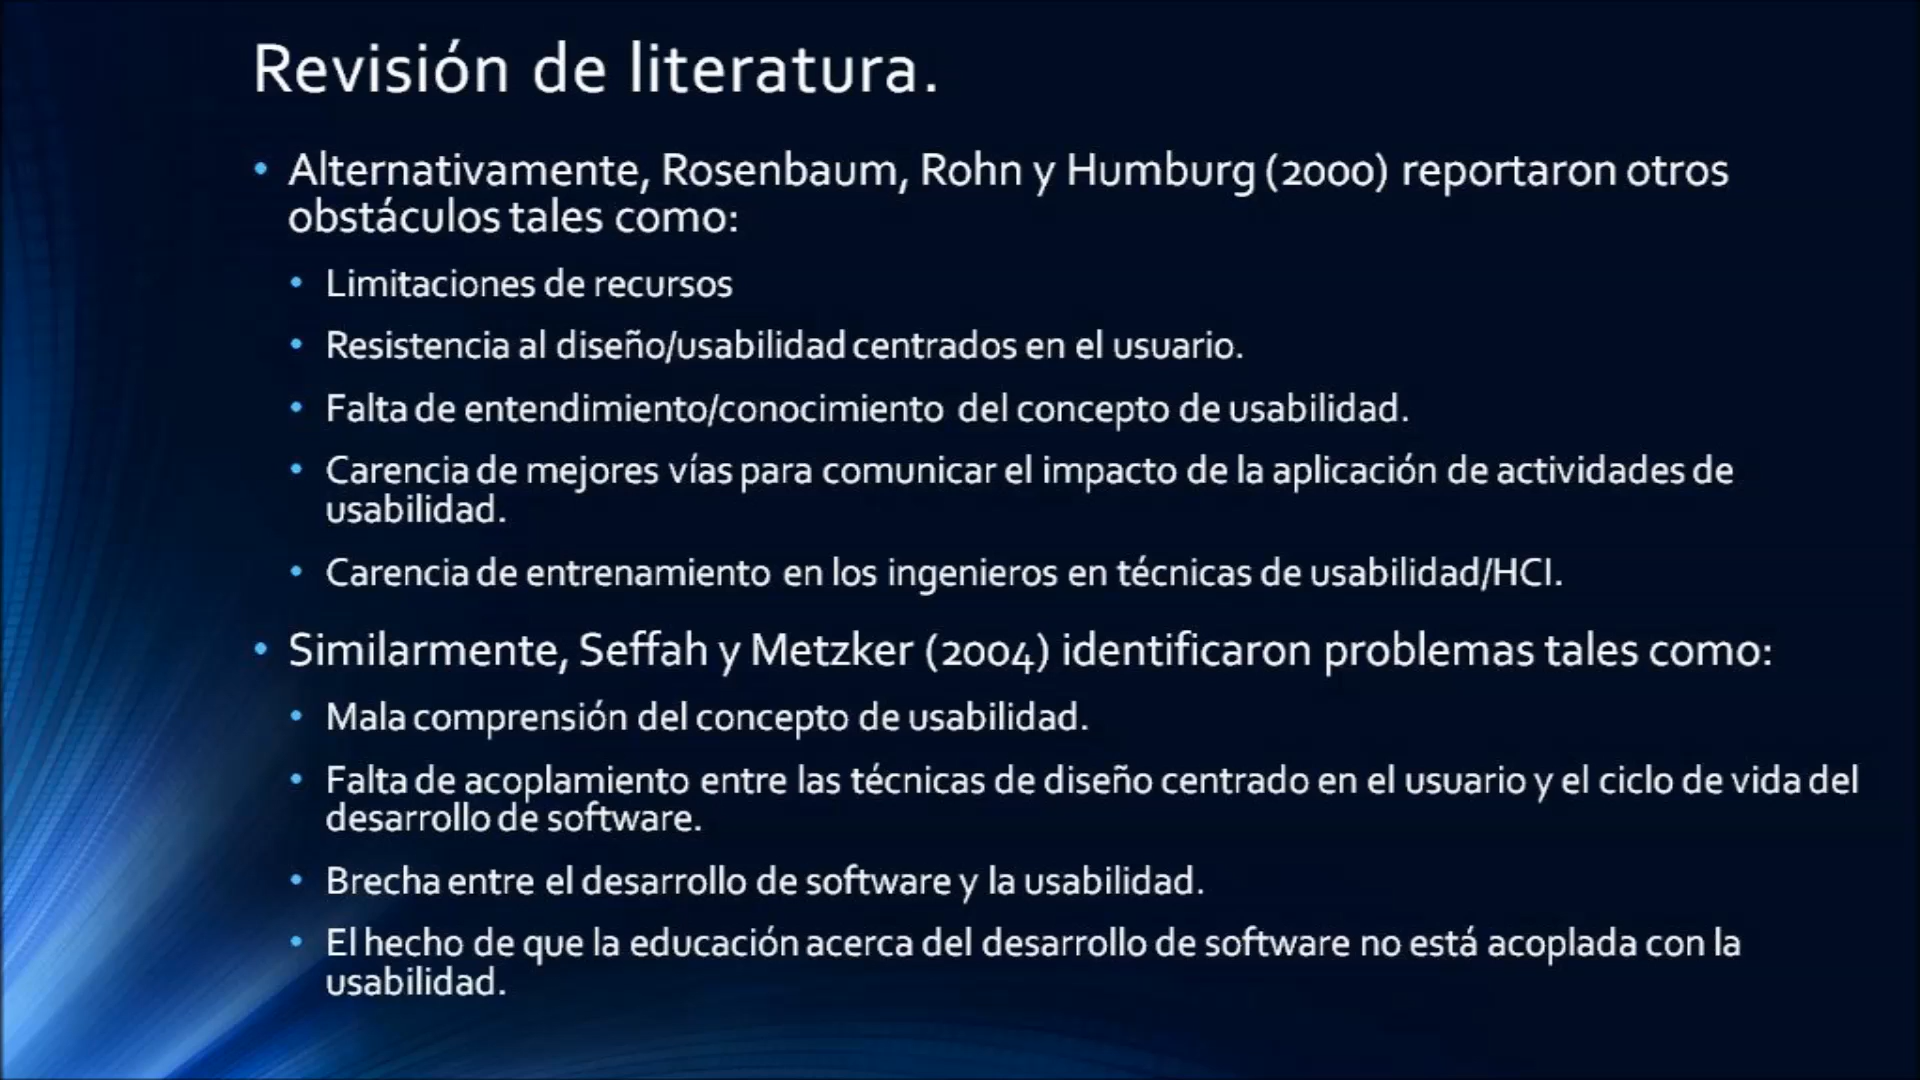 Revisión de literatura.
• Alternativamente, Rosenbaum, Rohn y Humburg (2000) reportaron otros
obstáculos tales como:
• Limitaciones de recursos
• Resistencia al diseño/usabilidad centrados en el usuario.
• Falta de entendimiento/conocimiento del concepto de usabilidad.
• Carencia de mejores vías para comunicar el impacto de la aplicación de actividades de
usabilidad.
• Carencia de entrenamiento en los ingenieros en técnicas de usabilidad/HCI.
• Similarmente, Seffah y Metzker (2004) identificaron problemas tales como:
• Mala comprensión del concepto de usabilidad.
• Falta de acoplamiento entre las técnicas de diseño centrado en el usuario y el ciclo de vida del
desarrollo de software.
• Brecha entre el desarrollo de software y la usabilidad.
• El hecho de que la educación acerca del desarrollo de software no está acoplada con la
usabilidad.